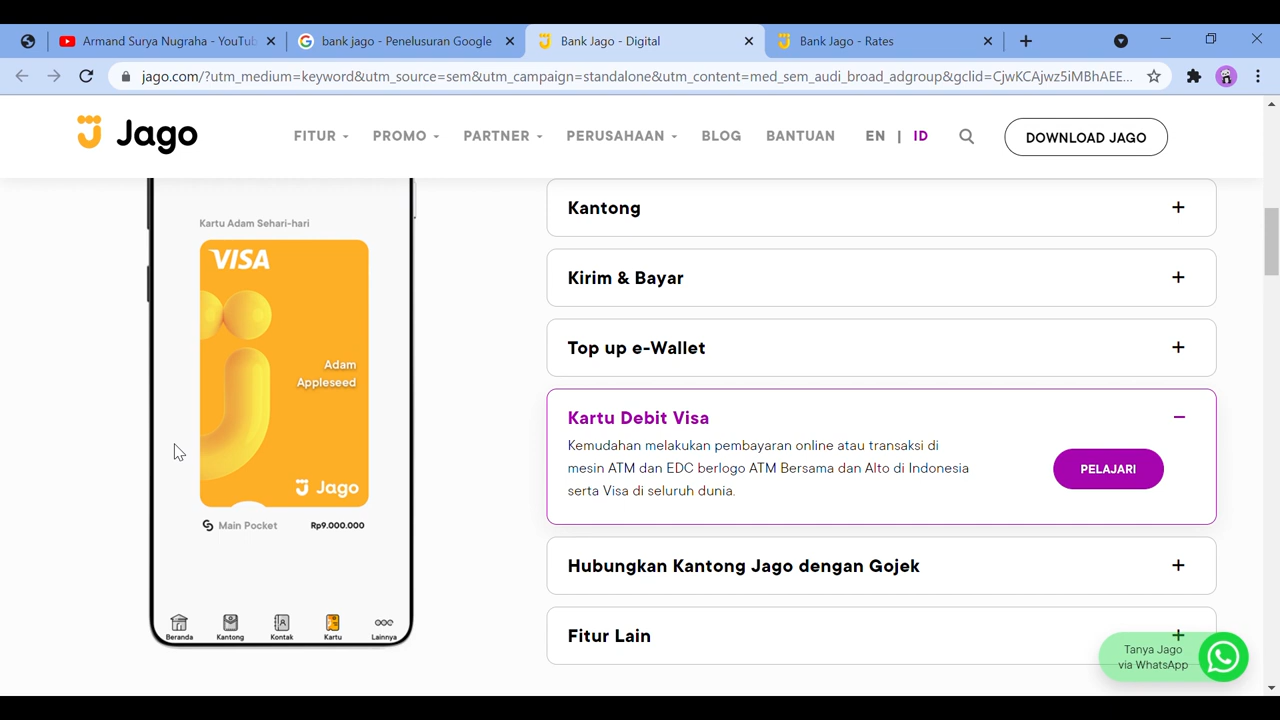 Armand Surya Nugraha - YouTub
bank jago - Penelusuran Google
Bank Jago - Digital
Bank Jago - Rates
jago.com/?utm_medium=keyword&utm_source=sem&utm_campaign=standalone&utm_content=med_sem_audi_broad_adgroup&gclid=CjwKCAjwz5iMBhAEE...
Jago
FITUR
PROMO
PARTNER
PERUSAHAAN
BLOG
BANTUAN
EN | ID
DOWNLOAD JAGO
Kartu Adam Sehari-hari
VISA
Adam
Appleseed
Jago
Main Pocket
Rp9.000.000
Beranda
Kantong
Kontak
Kartu
Lainnya
Kantong
Kirim & Bayar
Top up e-Wallet
Kartu Debit Visa
Kemudahan melakukan pembayaran online atau transaksi di
mesin ATM dan EDC berlogo ATM Bersama dan Alto di Indonesia
serta Visa di seluruh dunia.
PELAJARI
Hubungkan Kantong Jago dengan Gojek
Fitur Lain
Tanya Jago
via WhatsApp